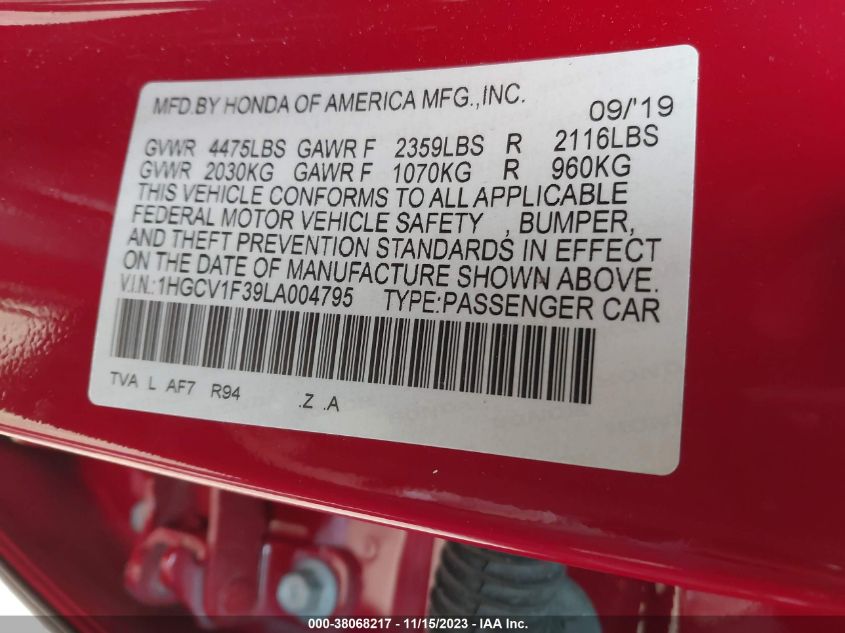 MFD.BY HONDA OF AMERICA MFG.,INC.
09/'19
GVWR 4475LBS GAWR F 2359LBS R 2116LBS
GVWR 2030KG GAWR F 1070KG R 960KG
THIS VEHICLE CONFORMS TO ALL APPLICABLE
FEDERAL MOTOR VEHICLE SAFETY , BUMPER,
AND THEFT PREVENTION STANDARDS IN EFFECT
ON THE DATE OF MANUFACTURE SHOWN ABOVE.
V.I.N.:1HGCV1F39LA004795 TYPE:PASSENGER CAR
TVA L AF7 R94 .Z .A
000-38068217 - 11/15/2023 - IAA Inc.